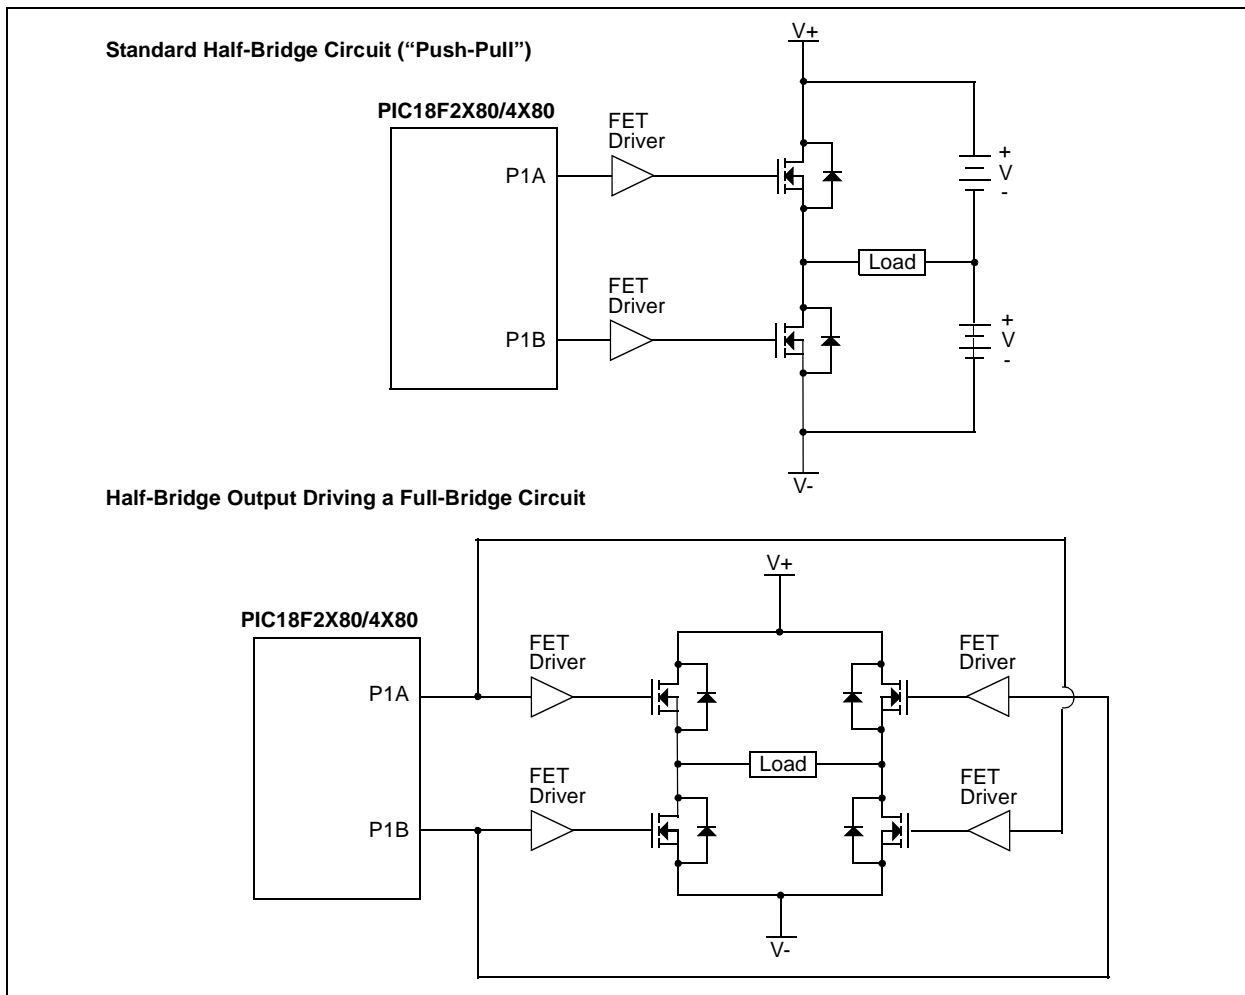 Standard Half-Bridge Circuit (“Push-Pull”)
V+
PIC18F2X80/4X80
FET
Driver
P1A
+
V
-
Load
FET
Driver
P1B
+
V
-
V-
Half-Bridge Output Driving a Full-Bridge Circuit
V+
PIC18F2X80/4X80
FET
Driver
FET
Driver
P1A
Load
FET
Driver
FET
Driver
P1B
V-